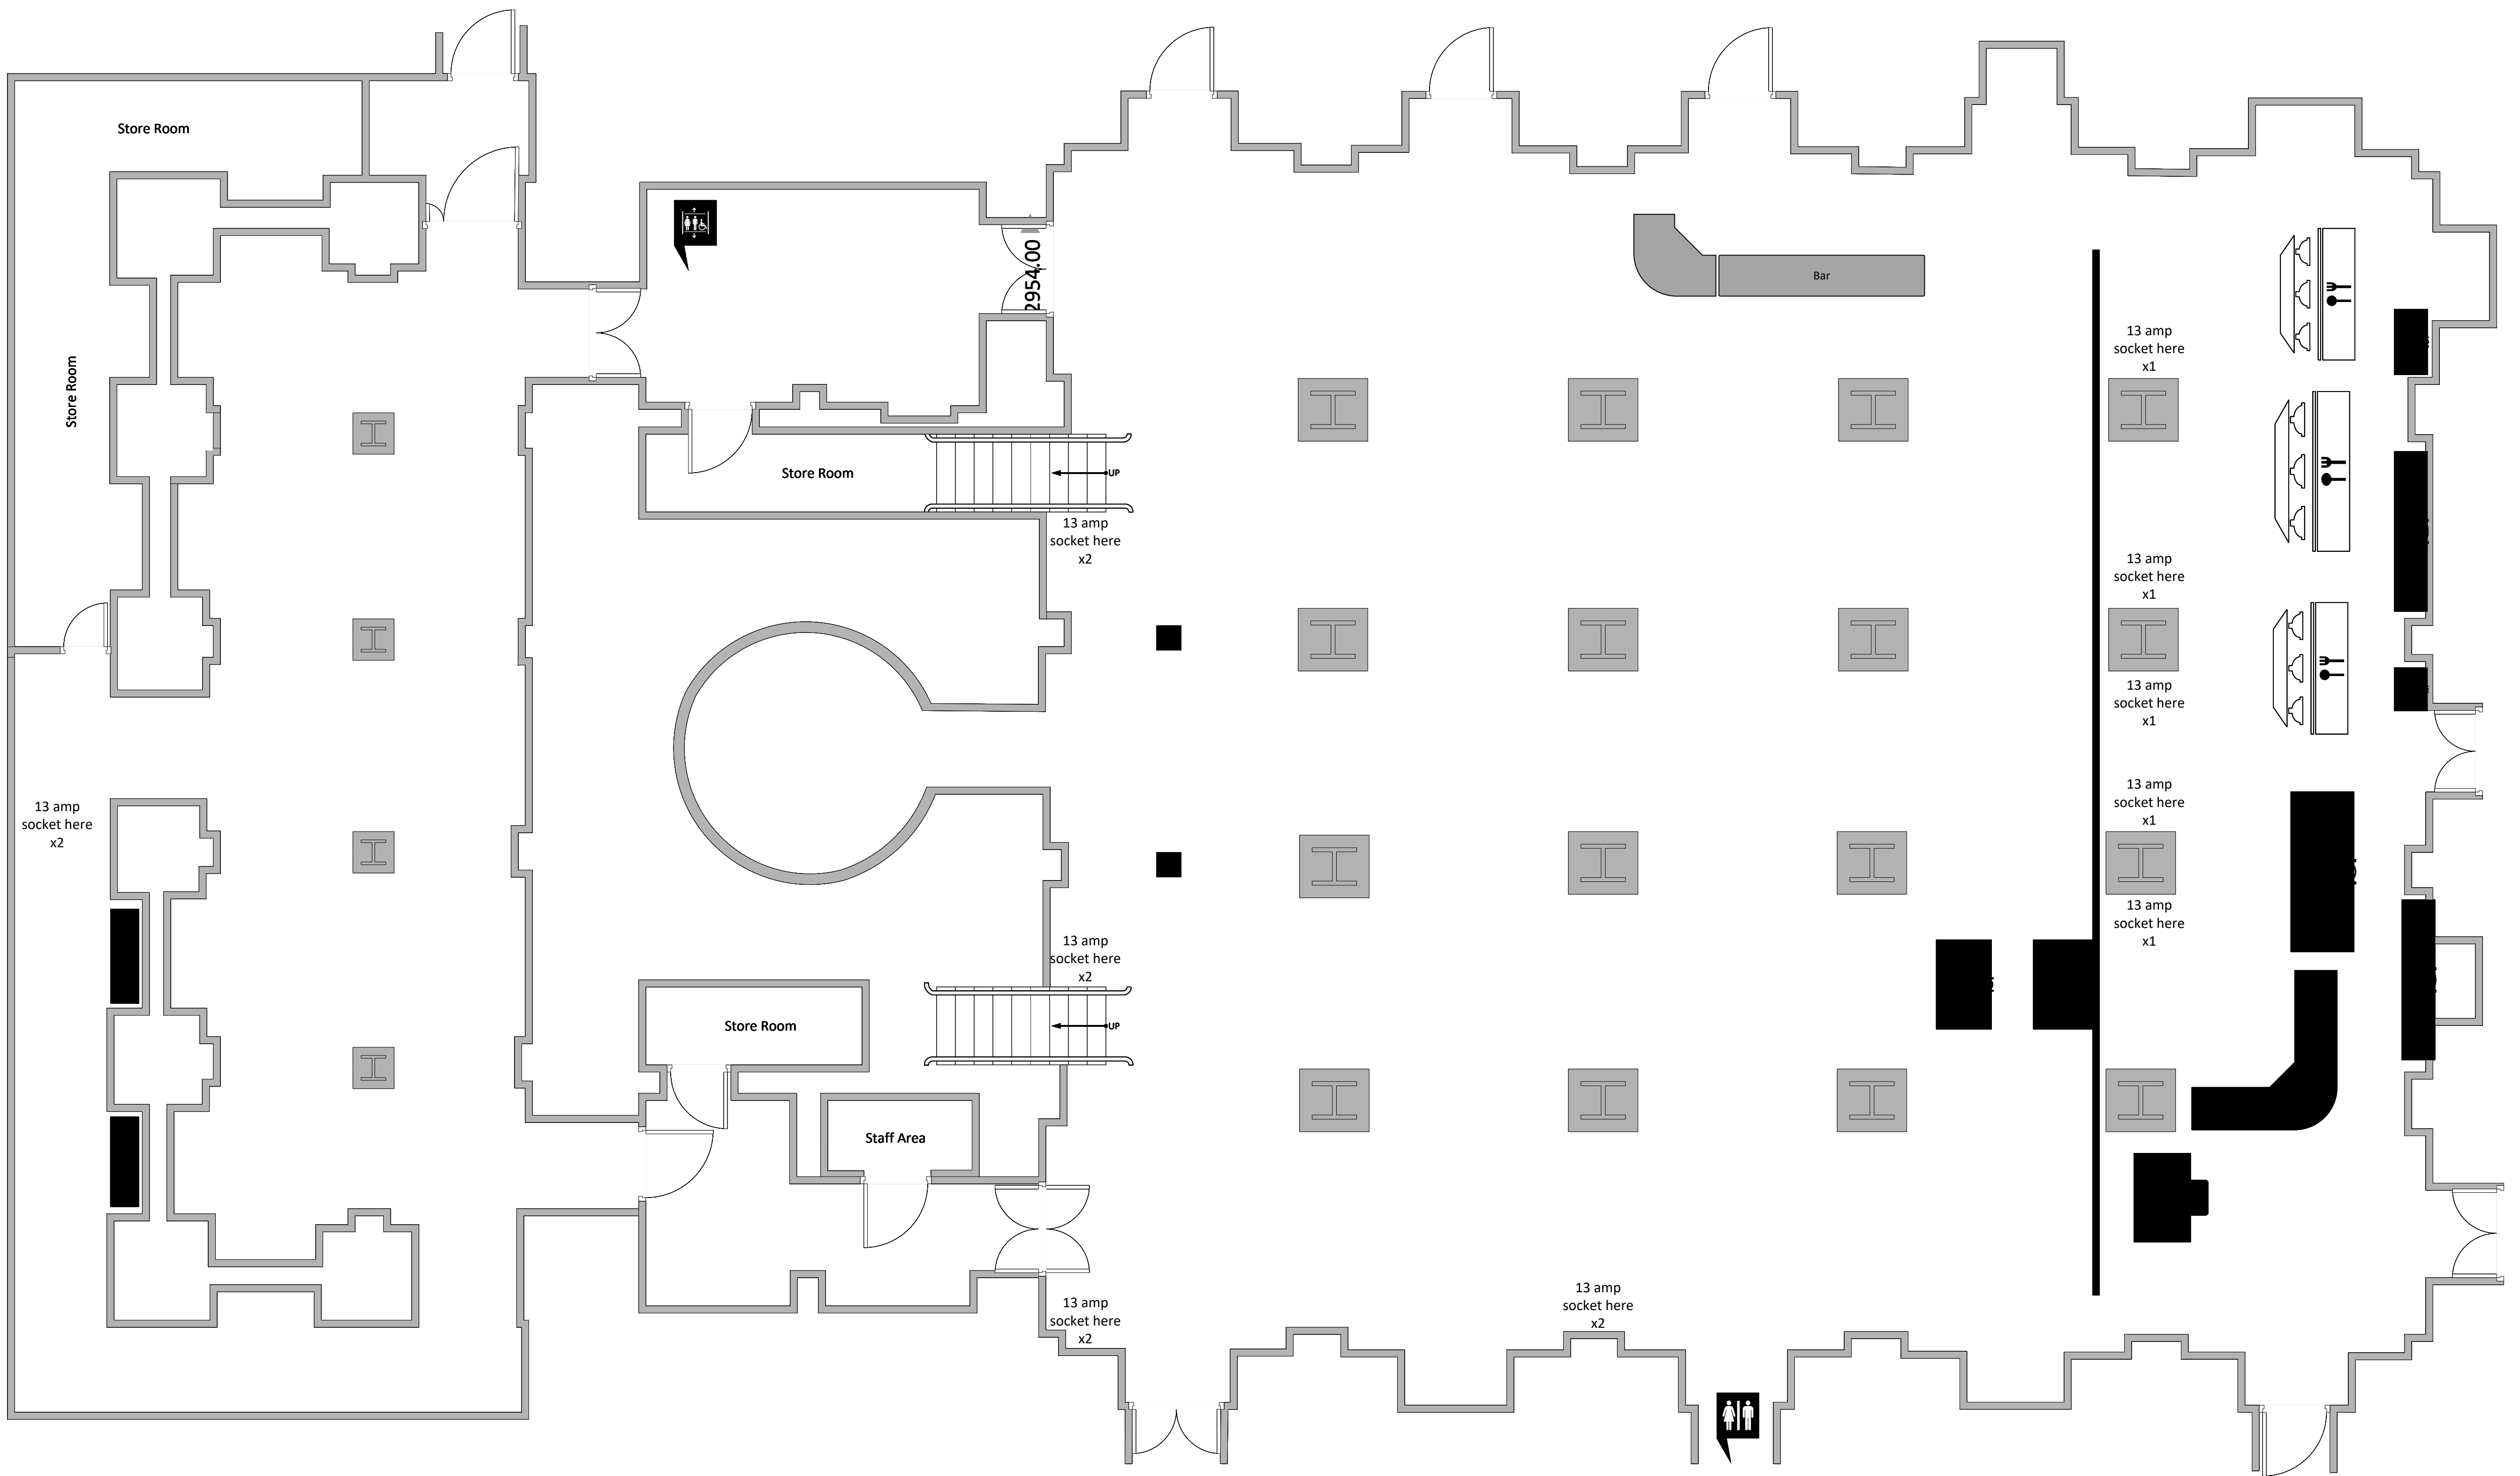 Store Room
Store Room
2954.00
Bar
13 amp
socket here
x1
Store Room
UP
13 amp
socket here
x2
13 amp
socket here
x1
13 amp
socket here
x1
13 amp
socket here
x2
13 amp
socket here
x1
13 amp
socket here
x1
13 amp
socket here
x2
Store Room
UP
Staff Area
13 amp
socket here
x2
13 amp
socket here
x2